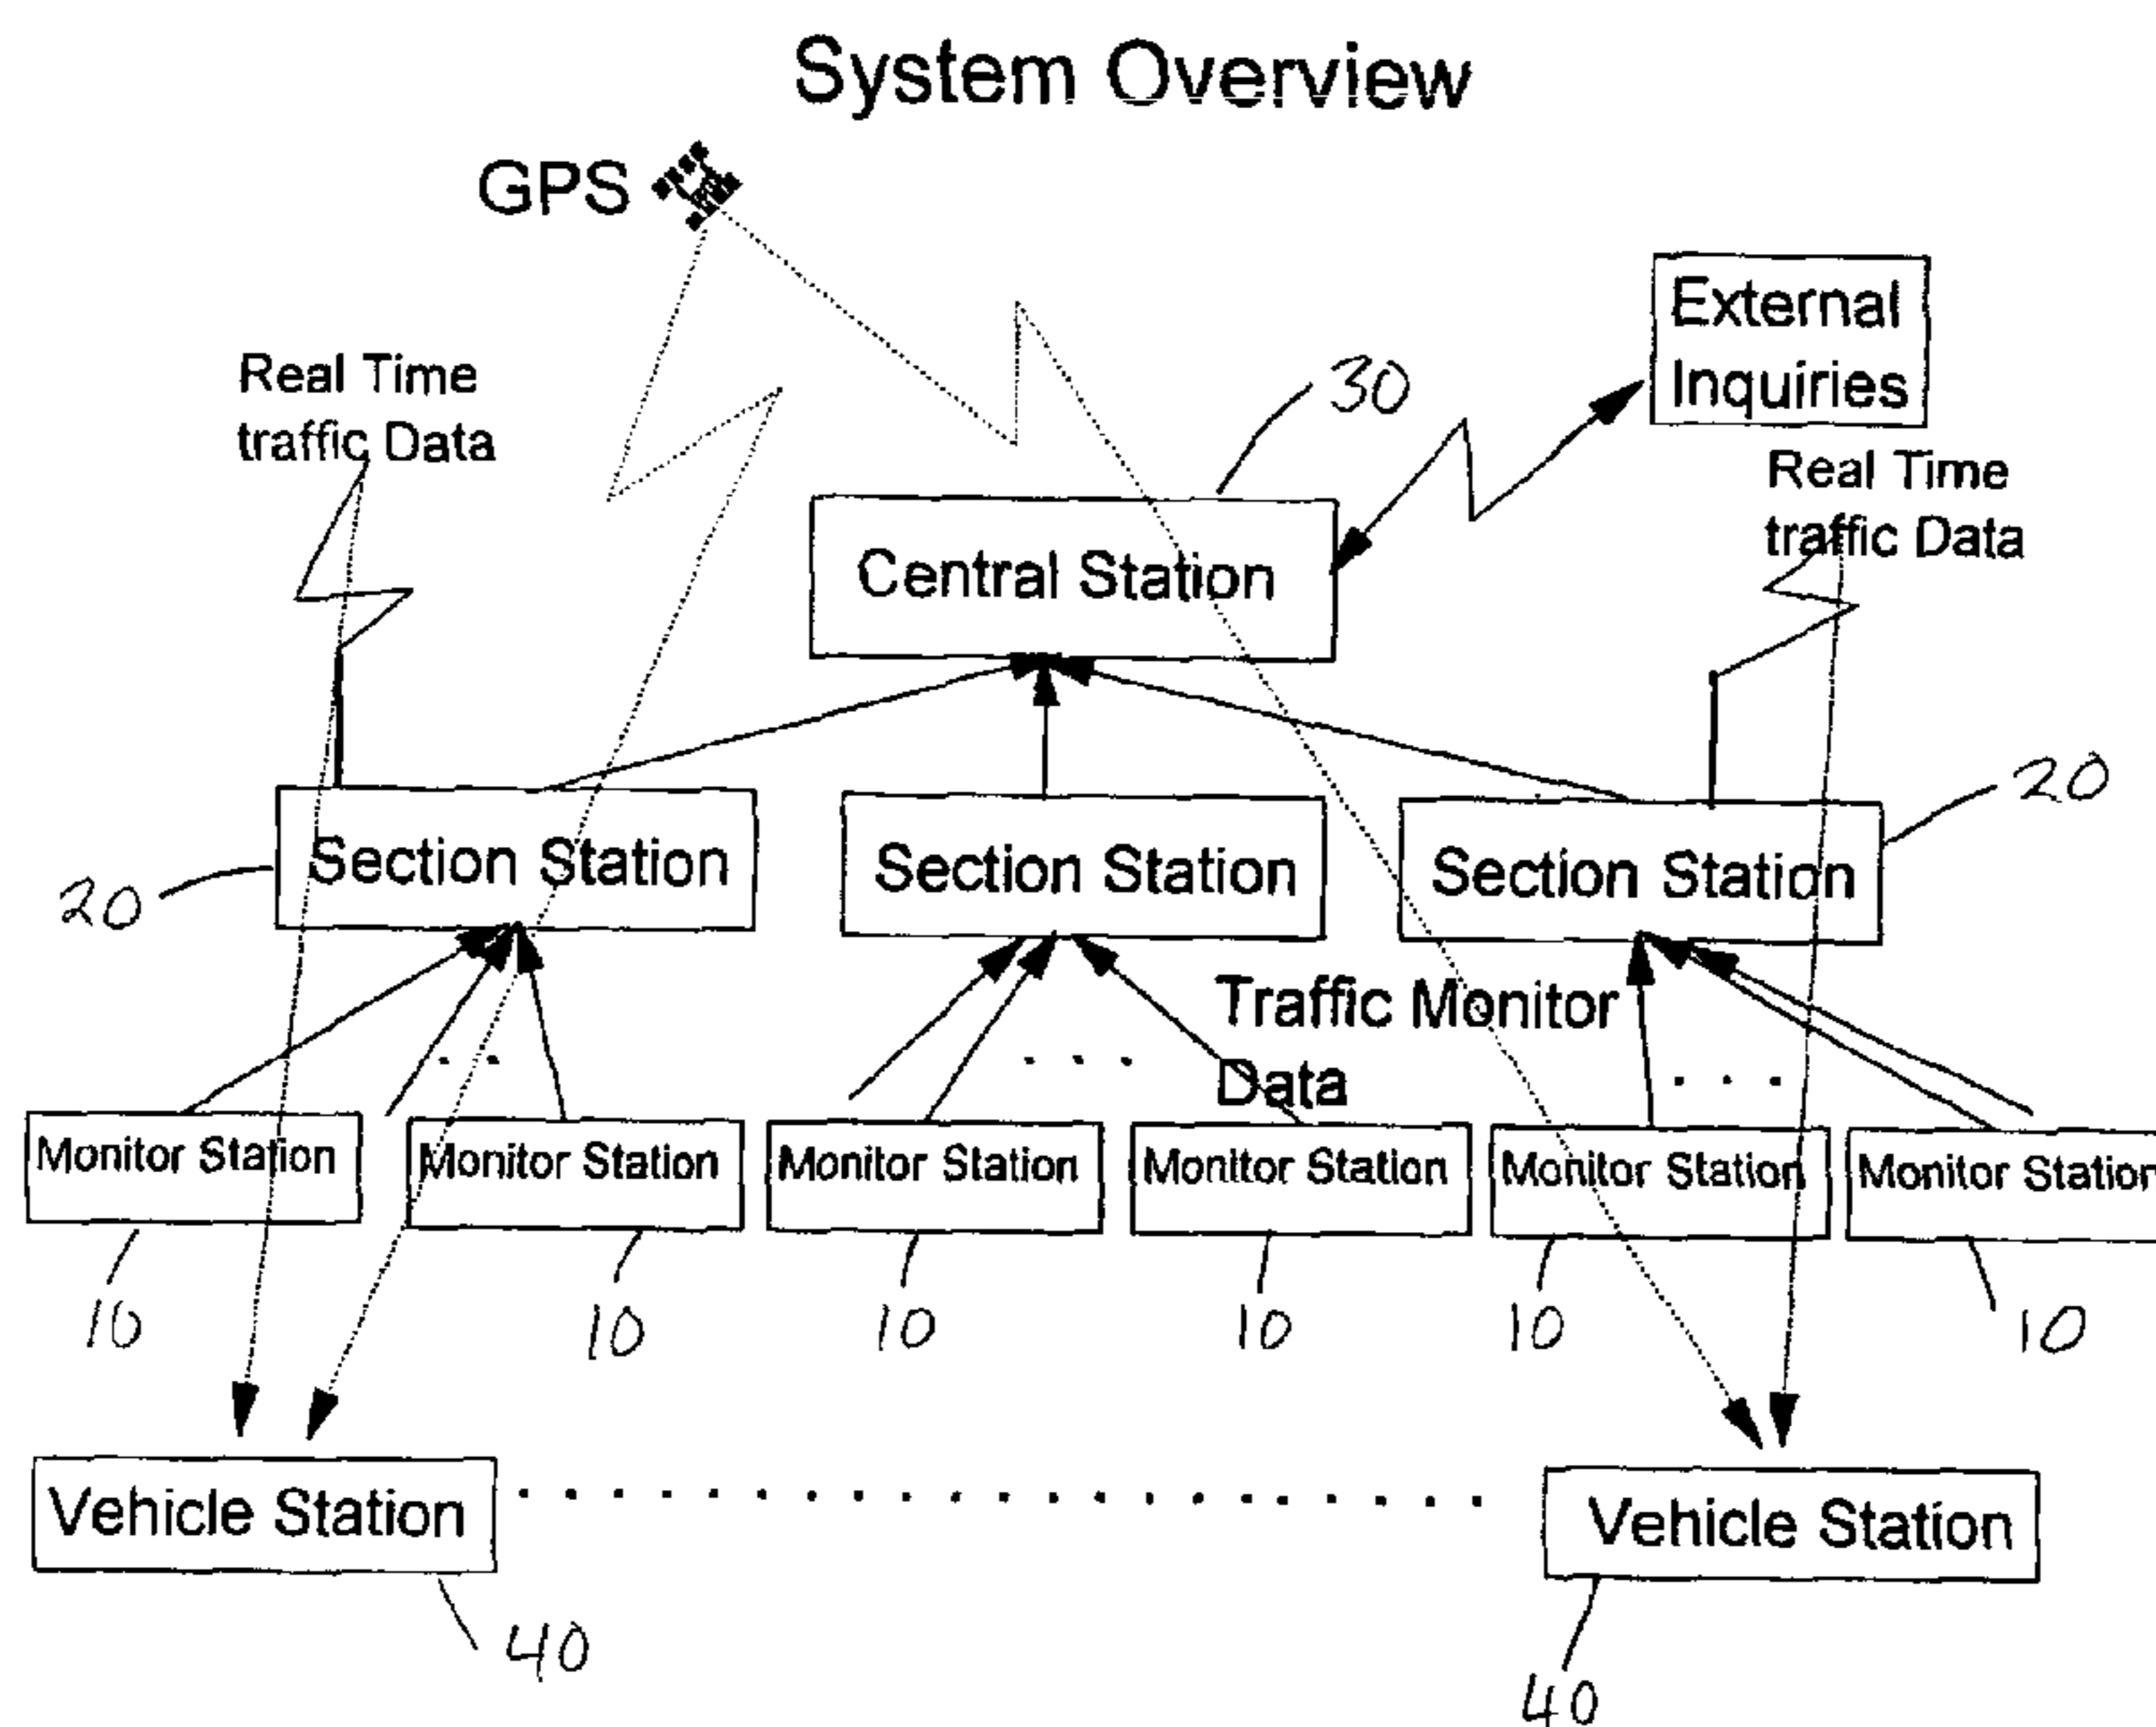 System Overview
GPS
External
Inquiries
Real Time
traffic Data
30
Real Time
traffic Data
Central Station
20
Section Station
Section Station
Section Station
20
Traffic Monitor
Data
Monitor Station
Monitor Station
Monitor Station
Monitor Station
Monitor Station
Monitor Station
10
10
10
10
10
10
Vehicle Station
Vehicle Station
40
40